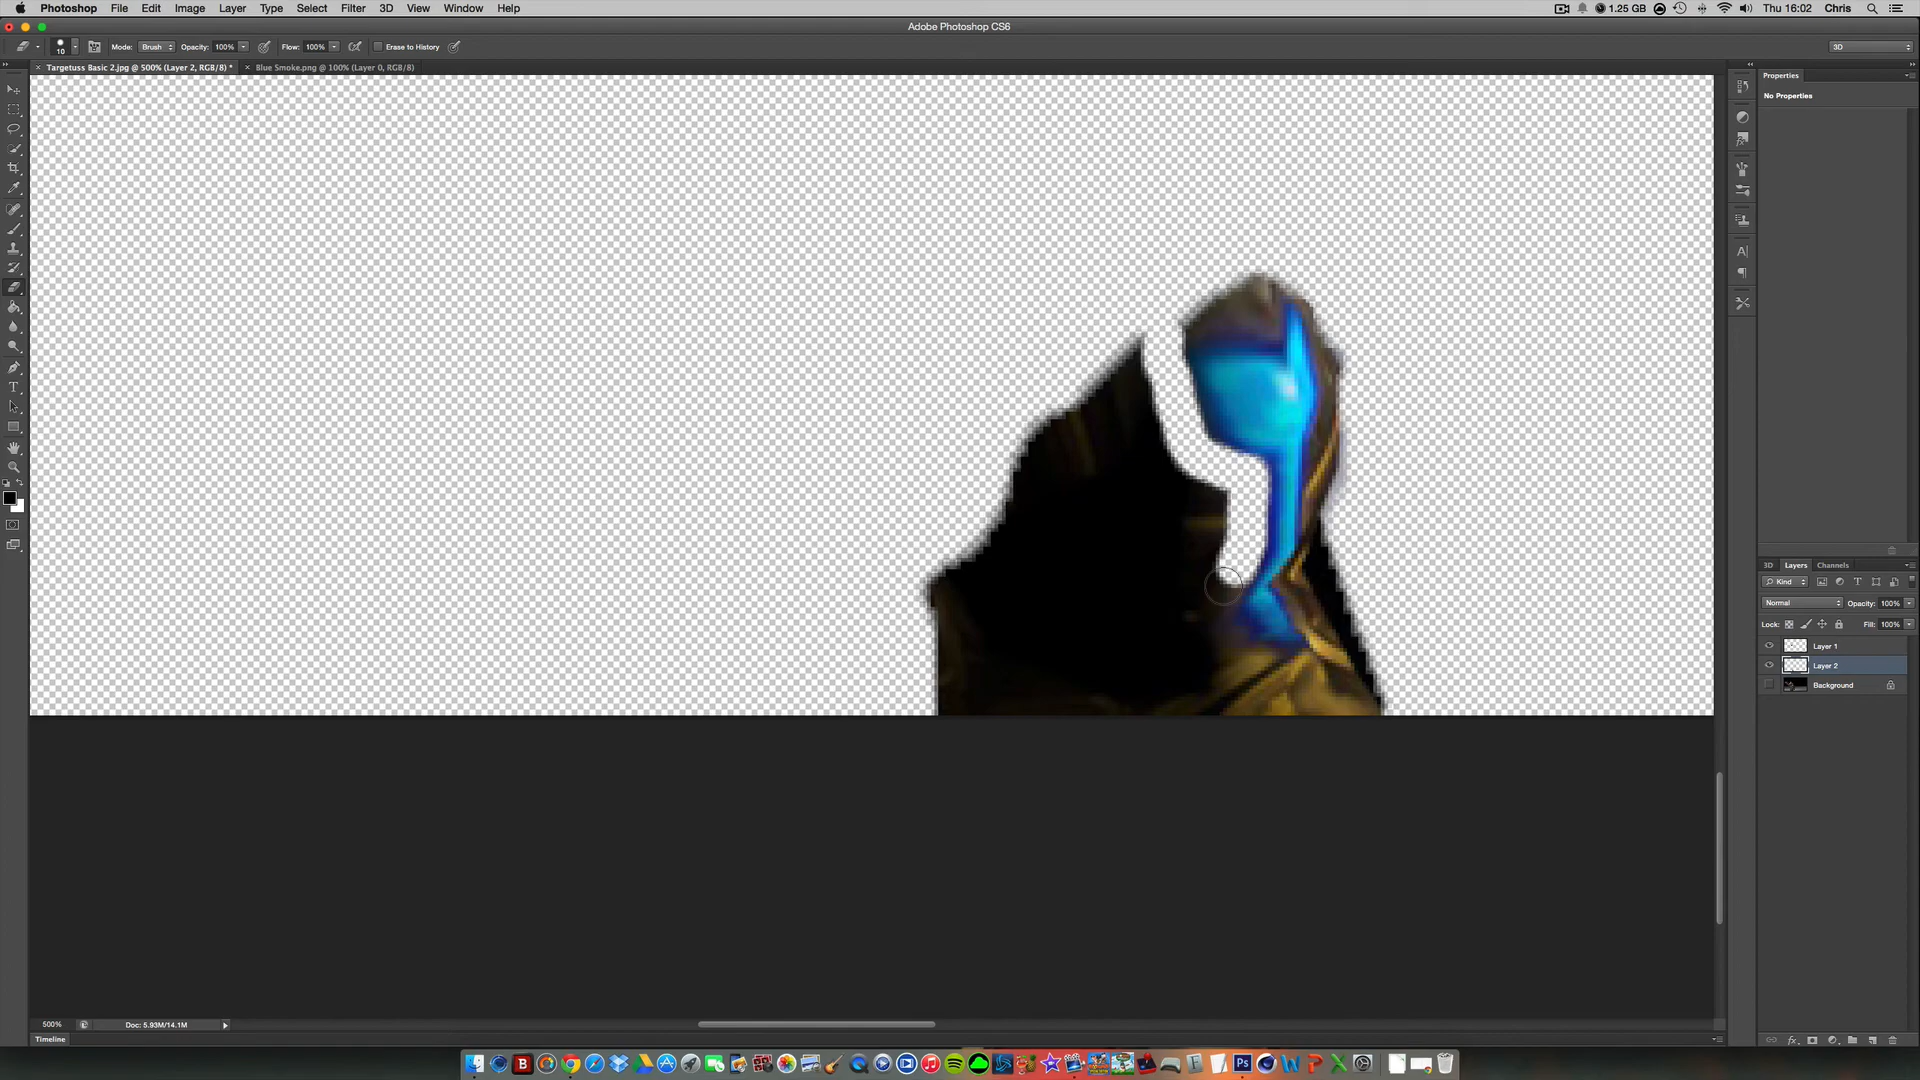 Photoshop File Edit Image Layer Type Select Filter 3D View Window Help 1.25 GB Thu 16:02 Chris
Adobe Photoshop CS6
10 Mode: Brush Opacity: 100% Flow: 100% Erase to History 3D
Targetuss Basic 2.jpg @ 500% (Layer 2, RGB/8) * Blue Smoke.png @ 100% (Layer 0, RGB/8)
Properties
No Properties
3D Layers Channels
Kind
Normal Opacity: 100%
Lock: Fill: 100%
Layer 1
Layer 2
Background
500% Doc: 5.93M/14.1M
Timeline